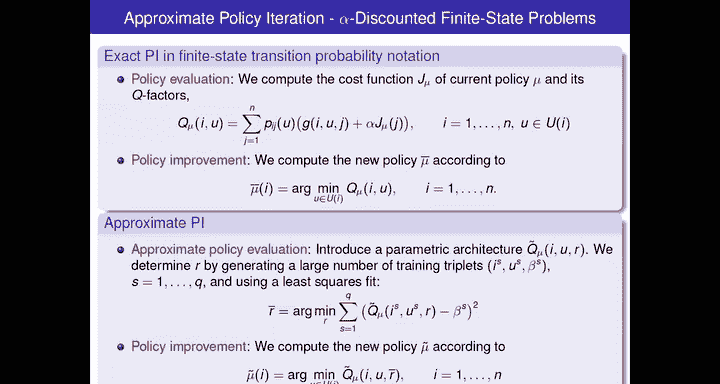 Approximate Policy Iteration - α-Discounted Finite-State Problems
Exact PI in finite-state transition probability notation
Policy evaluation: We compute the cost function J_μ of current policy μ and its
Q-factors,
Q_μ(i, u) = ∑_{j=1}^{n} p_{ij}(u)(g(i, u, j) + αJ_μ(j)), i = 1, . . . , n, u ∈ U(i)
Policy improvement: We compute the new policy μ̅ according to
μ̅(i) = arg min_{u∈U(i)} Q_μ(i, u), i = 1, . . . , n.
Approximate PI
Approximate policy evaluation: Introduce a parametric architecture Q̃_μ(i, u, r). We
determine r by generating a large number of training triplets (i^s, u^s, β^s),
s = 1, . . . , q, and using a least squares fit:
r̅ = arg min_r ∑_{s=1}^{q} (Q̃_μ(i^s, u^s, r) − β^s)^2
Policy improvement: We compute the new policy μ̃ according to
μ̃(i) = arg min_{u∈U(i)} Q̃_μ(i, u, r̅), i = 1, . . . , n